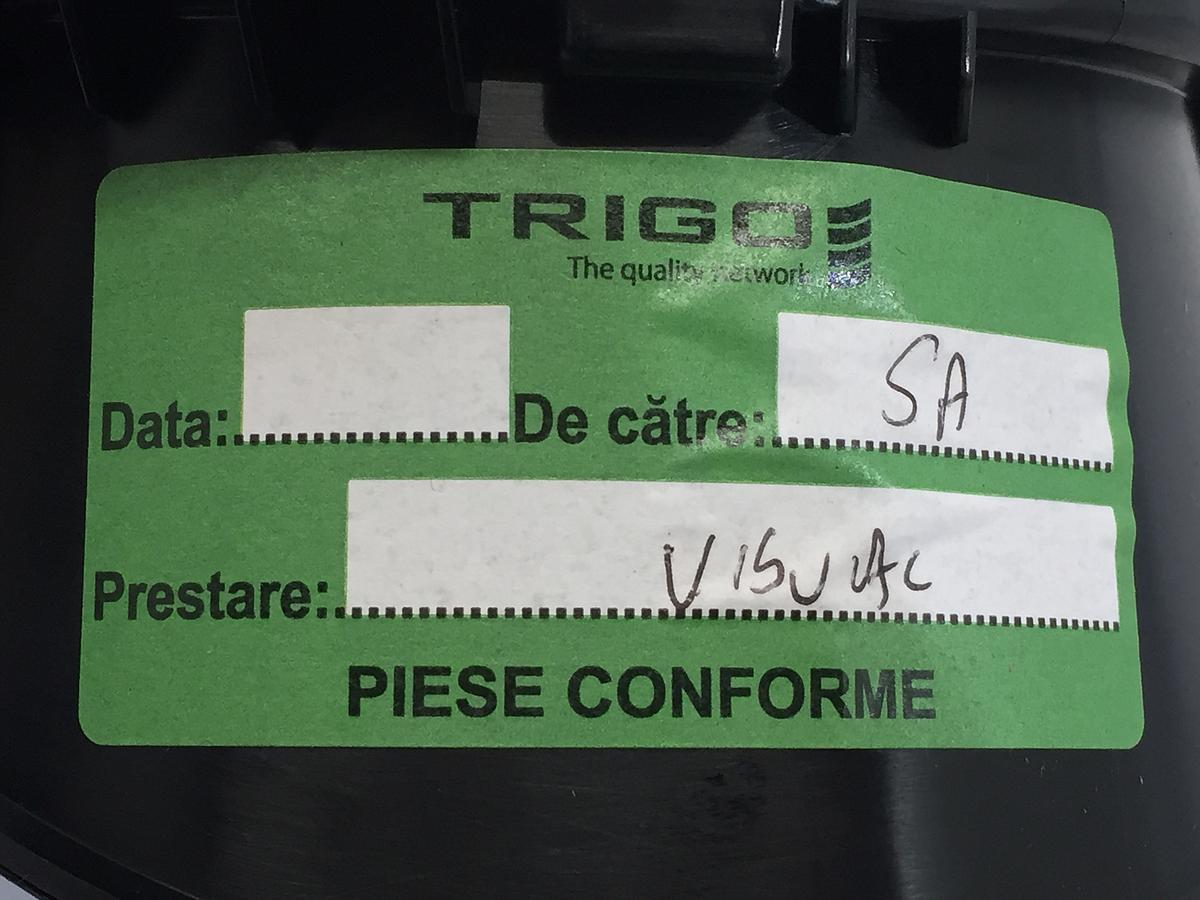 TRIGO
The quality network
Data: De către: SA
Prestare: VISUAL
PIESE CONFORME